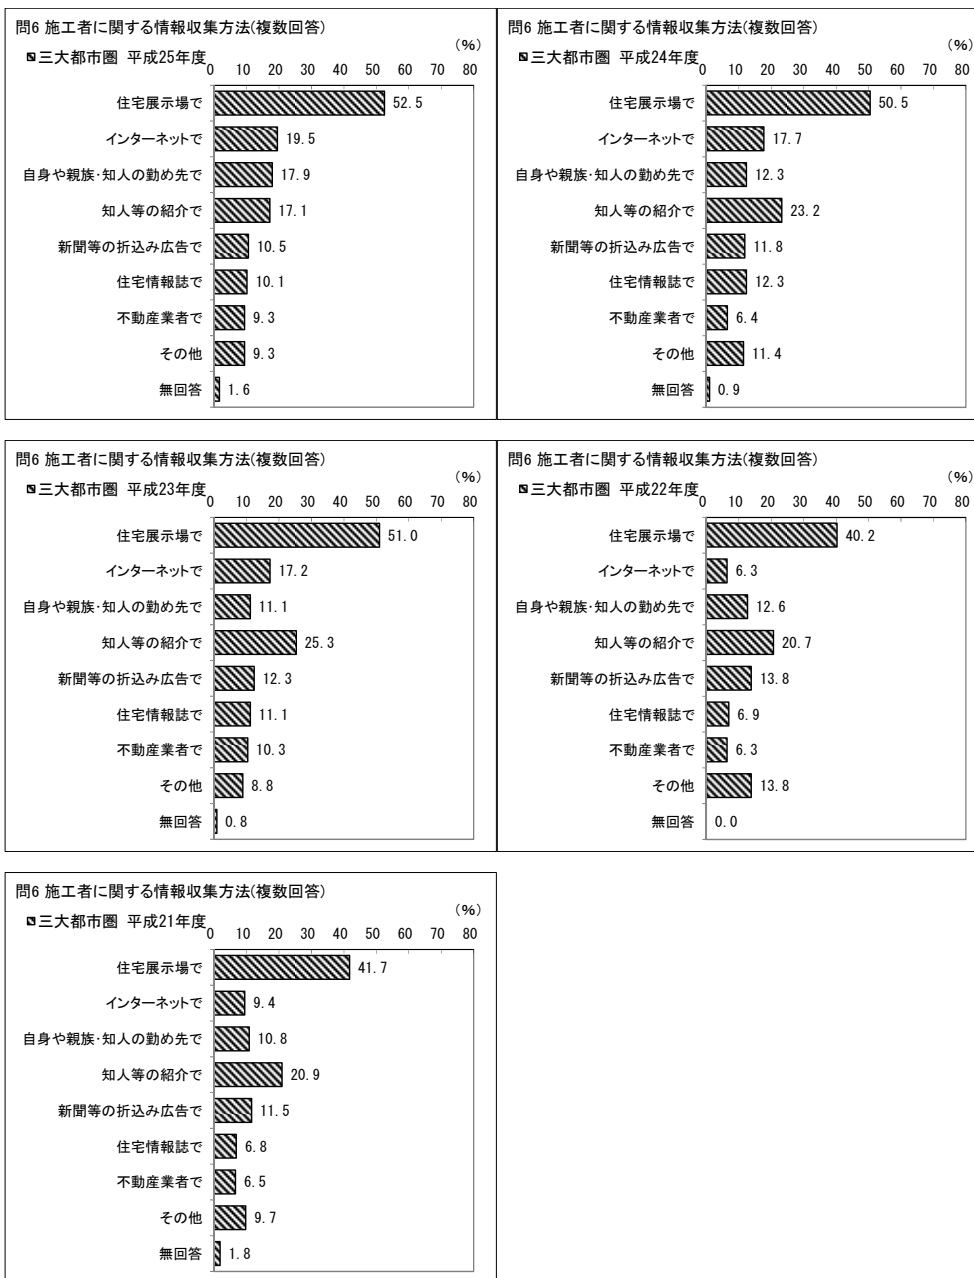 問6 施工者に関する情報収集方法(複数回答)
(%)
三大都市圏 平成25年度
0 10 20 30 40 50 60 70 80
住宅展示場で 52.5
インターネットで 19.5
自身や親族・知人の勤め先で 17.9
知人等の紹介で 17.1
新聞等の折込み広告で 10.5
住宅情報誌で 10.1
不動産業者で 9.3
その他 9.3
無回答 1.6
問6 施工者に関する情報収集方法(複数回答)
(%)
三大都市圏 平成24年度
0 10 20 30 40 50 60 70 80
住宅展示場で 50.5
インターネットで 17.7
自身や親族・知人の勤め先で 12.3
知人等の紹介で 23.2
新聞等の折込み広告で 11.8
住宅情報誌で 12.3
不動産業者で 6.4
その他 11.4
無回答 0.9
問6 施工者に関する情報収集方法(複数回答)
(%)
三大都市圏 平成23年度
0 10 20 30 40 50 60 70 80
住宅展示場で 51.0
インターネットで 17.2
自身や親族・知人の勤め先で 11.1
知人等の紹介で 25.3
新聞等の折込み広告で 12.3
住宅情報誌で 11.1
不動産業者で 10.3
その他 8.8
無回答 0.8
問6 施工者に関する情報収集方法(複数回答)
(%)
三大都市圏 平成22年度
0 10 20 30 40 50 60 70 80
住宅展示場で 40.2
インターネットで 6.3
自身や親族・知人の勤め先で 12.6
知人等の紹介で 20.7
新聞等の折込み広告で 13.8
住宅情報誌で 6.9
不動産業者で 6.3
その他 13.8
無回答 0.0
問6 施工者に関する情報収集方法(複数回答)
(%)
三大都市圏 平成21年度
0 10 20 30 40 50 60 70 80
住宅展示場で 41.7
インターネットで 9.4
自身や親族・知人の勤め先で 10.8
知人等の紹介で 20.9
新聞等の折込み広告で 11.5
住宅情報誌で 6.8
不動産業者で 6.5
その他 9.7
無回答 1.8